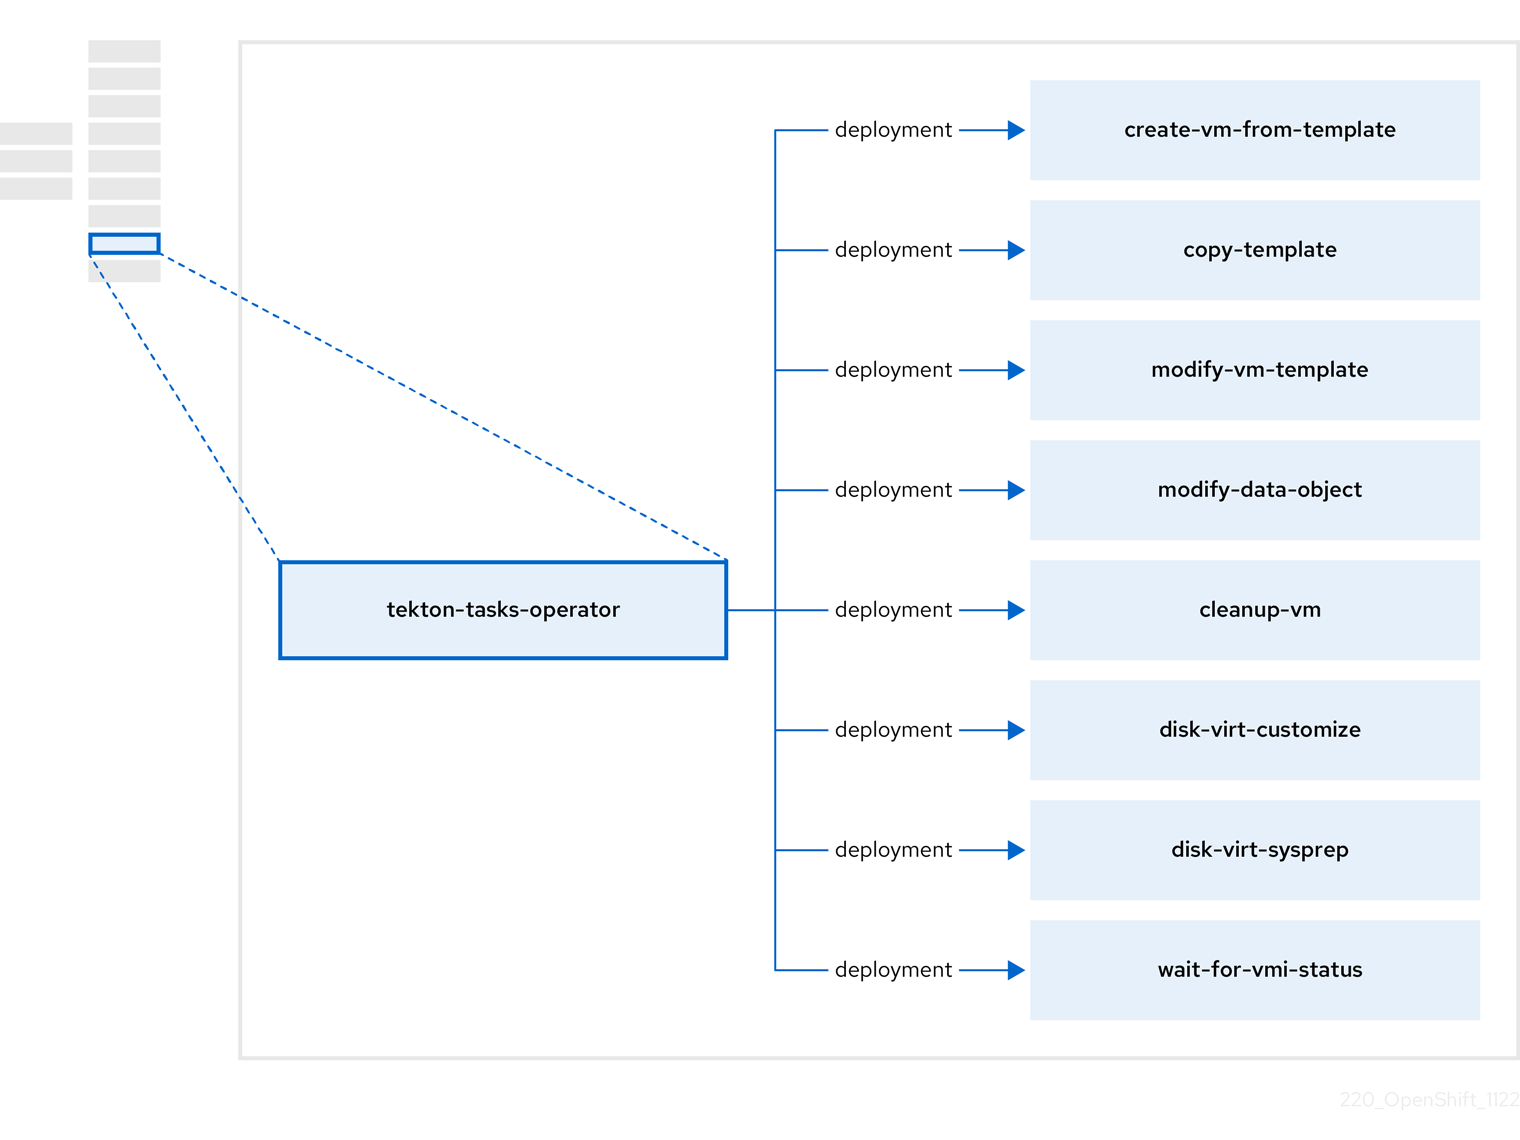 deployment create-vm-from-template
deployment copy-template
deployment modify-vm-template
deployment modify-data-object
tekton-tasks-operator deployment cleanup-vm
deployment disk-virt-customize
deployment disk-virt-sysprep
deployment wait-for-vmi-status
220_OpenShift_1122